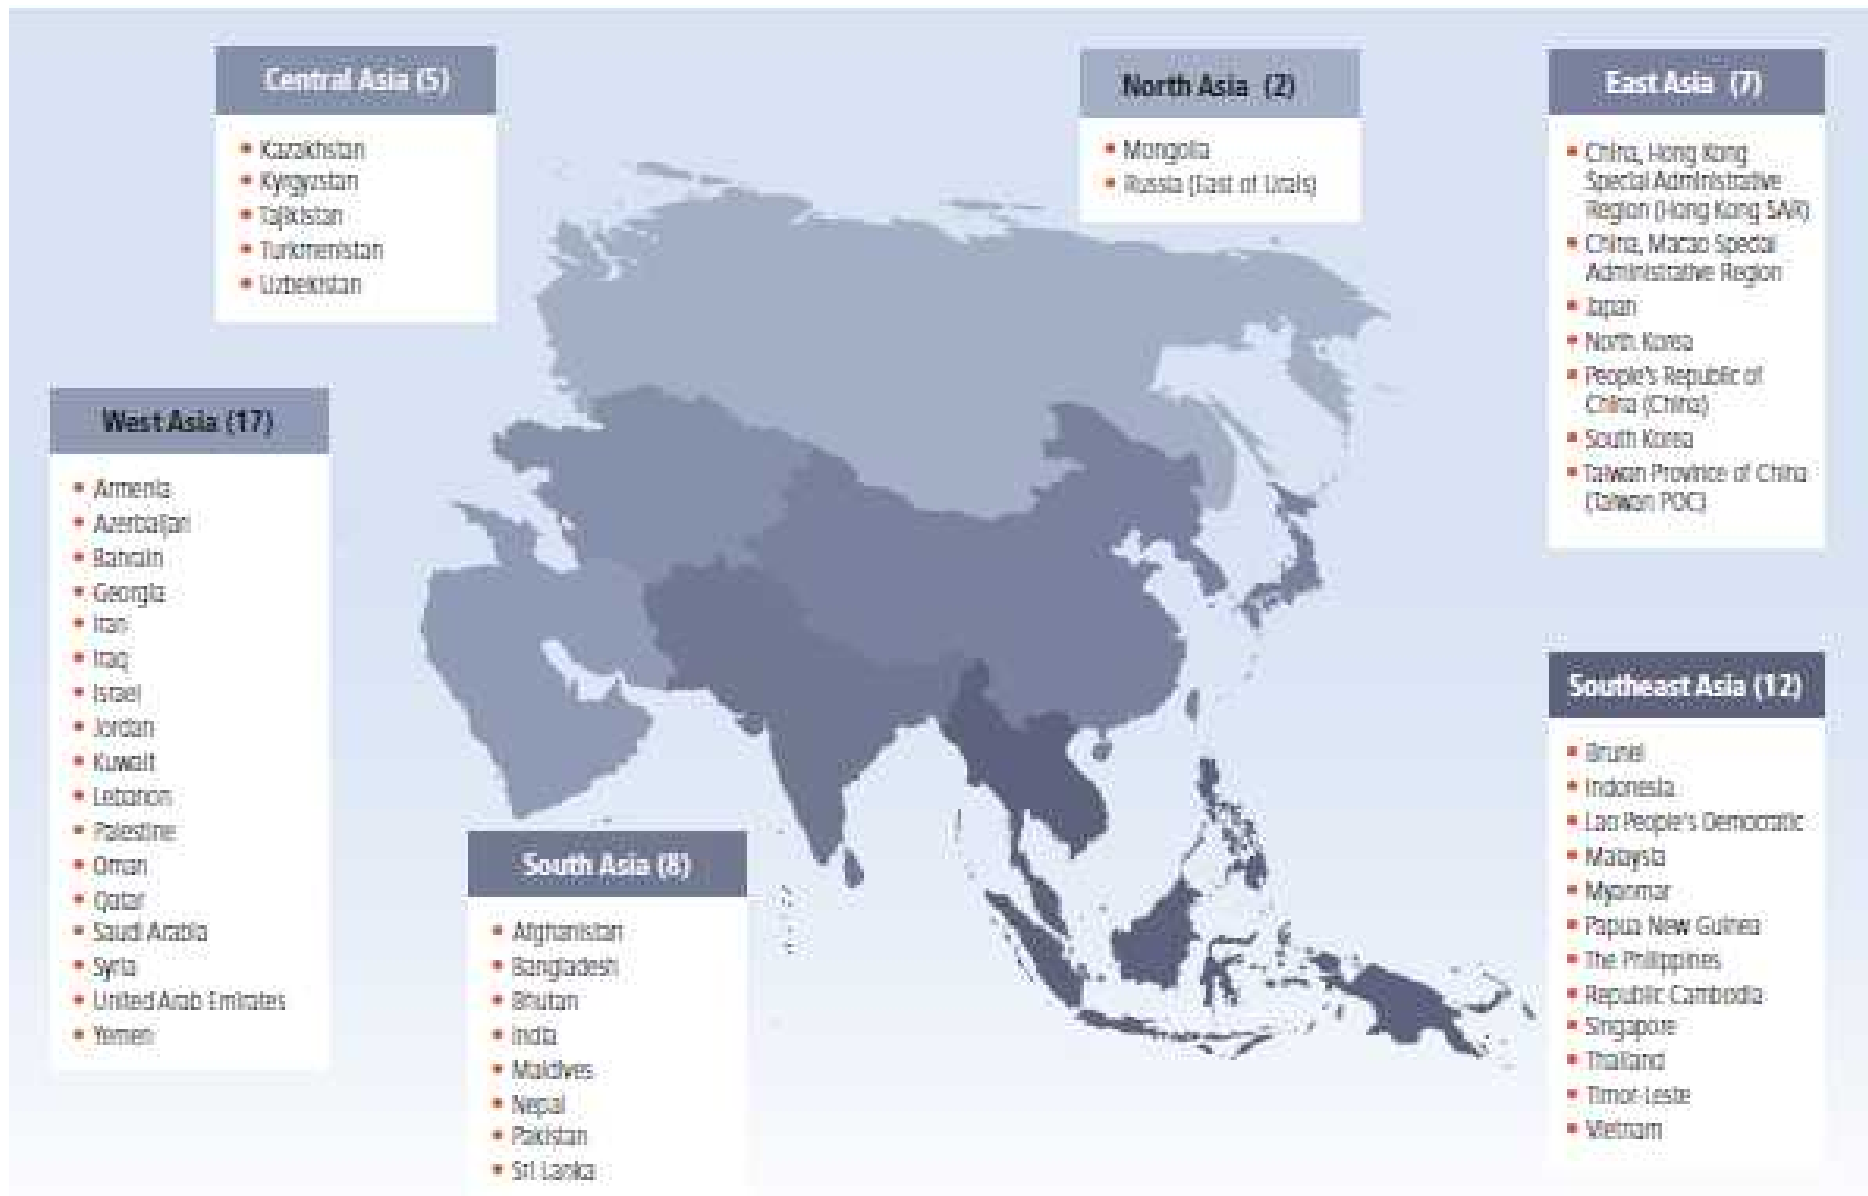 Central Asia (5)
Kazakhstan
Kyrgyzstan
Tajikistan
Turkmenistan
Uzbekistan
North Asia (2)
Mongolia
Russia (East of Urals)
East Asia (7)
China, Hong Kong
Special Administrative
Region (Hong Kong SAR)
China, Macao Special
Administrative Region
Japan
North Korea
People's Republic of
China (China)
South Korea
Taiwan Province of China
(Taiwan POC)
West Asia (17)
Armenia
Azerbaijan
Bahrain
Georgia
Iran
Iraq
Israel
Jordan
Kuwait
Lebanon
Palestine
Oman
Qatar
Saudi Arabia
Syria
United Arab Emirates
Yemen
South Asia (8)
Afghanistan
Bangladesh
Bhutan
India
Maldives
Nepal
Pakistan
Sri Lanka
Southeast Asia (12)
Brunei
Indonesia
Lao People's Democratic
Malaysia
Myanmar
Papua New Guinea
The Philippines
Republic Cambodia
Singapore
Thailand
Timor-Leste
Vietnam